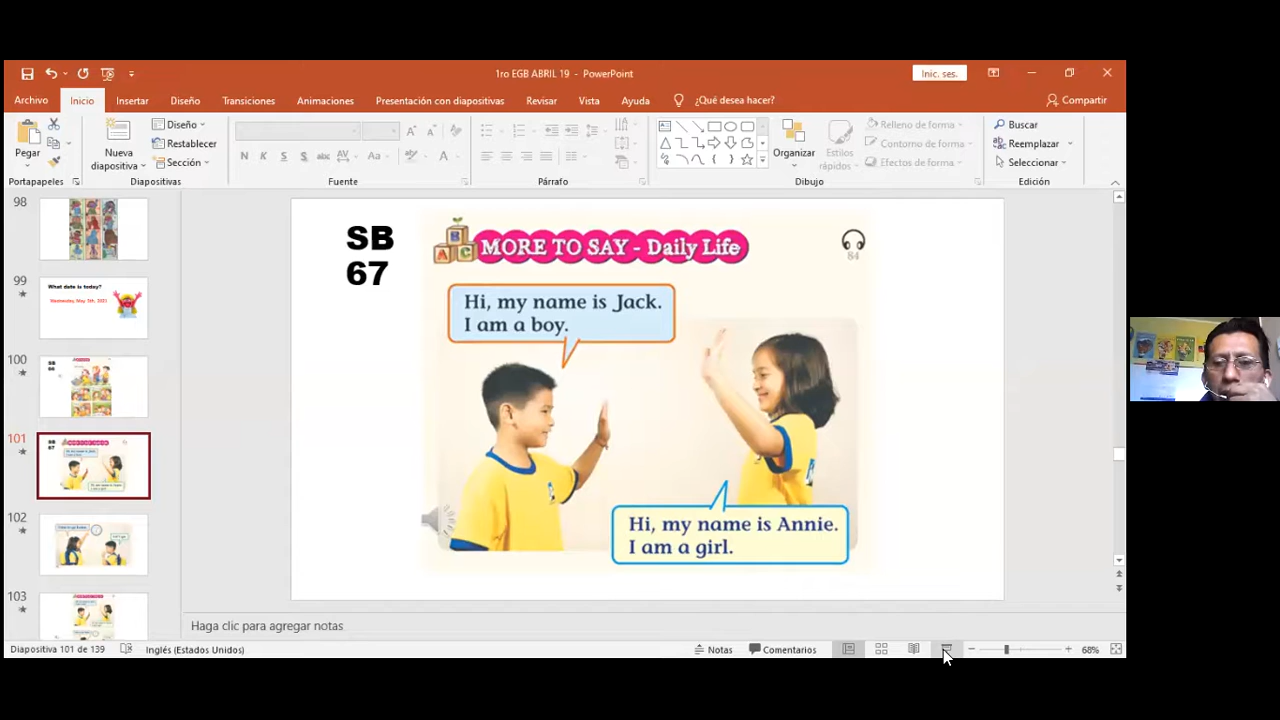 1ro EGB ABRIL 19 - PowerPoint
Inic. ses.
Archivo Inicio Insertar Diseño Transiciones Animaciones Presentación con diapositivas Revisar Vista Ayuda ¿Qué desea hacer? Compartir
Pegar
Nueva diapositiva
Diseño
Restablecer
Sección
N K S S abc AV Aa A
Organizar
Estilos rápidos
Relleno de forma
Contorno de forma
Efectos de forma
Buscar
Reemplazar
Seleccionar
Portapapeles Diapositivas Fuente Párrafo Dibujo Edición
98
99
What date is today?
Wednesday, May 5th, 2021
100
101
102
103
SB
67
A B C
MORE TO SAY - Daily Life
84
Hi, my name is Jack.
I am a boy.
Hi, my name is Annie.
I am a girl.
Haga clic para agregar notas
Diapositiva 101 de 139 Inglés (Estados Unidos) Notas Comentarios 68%